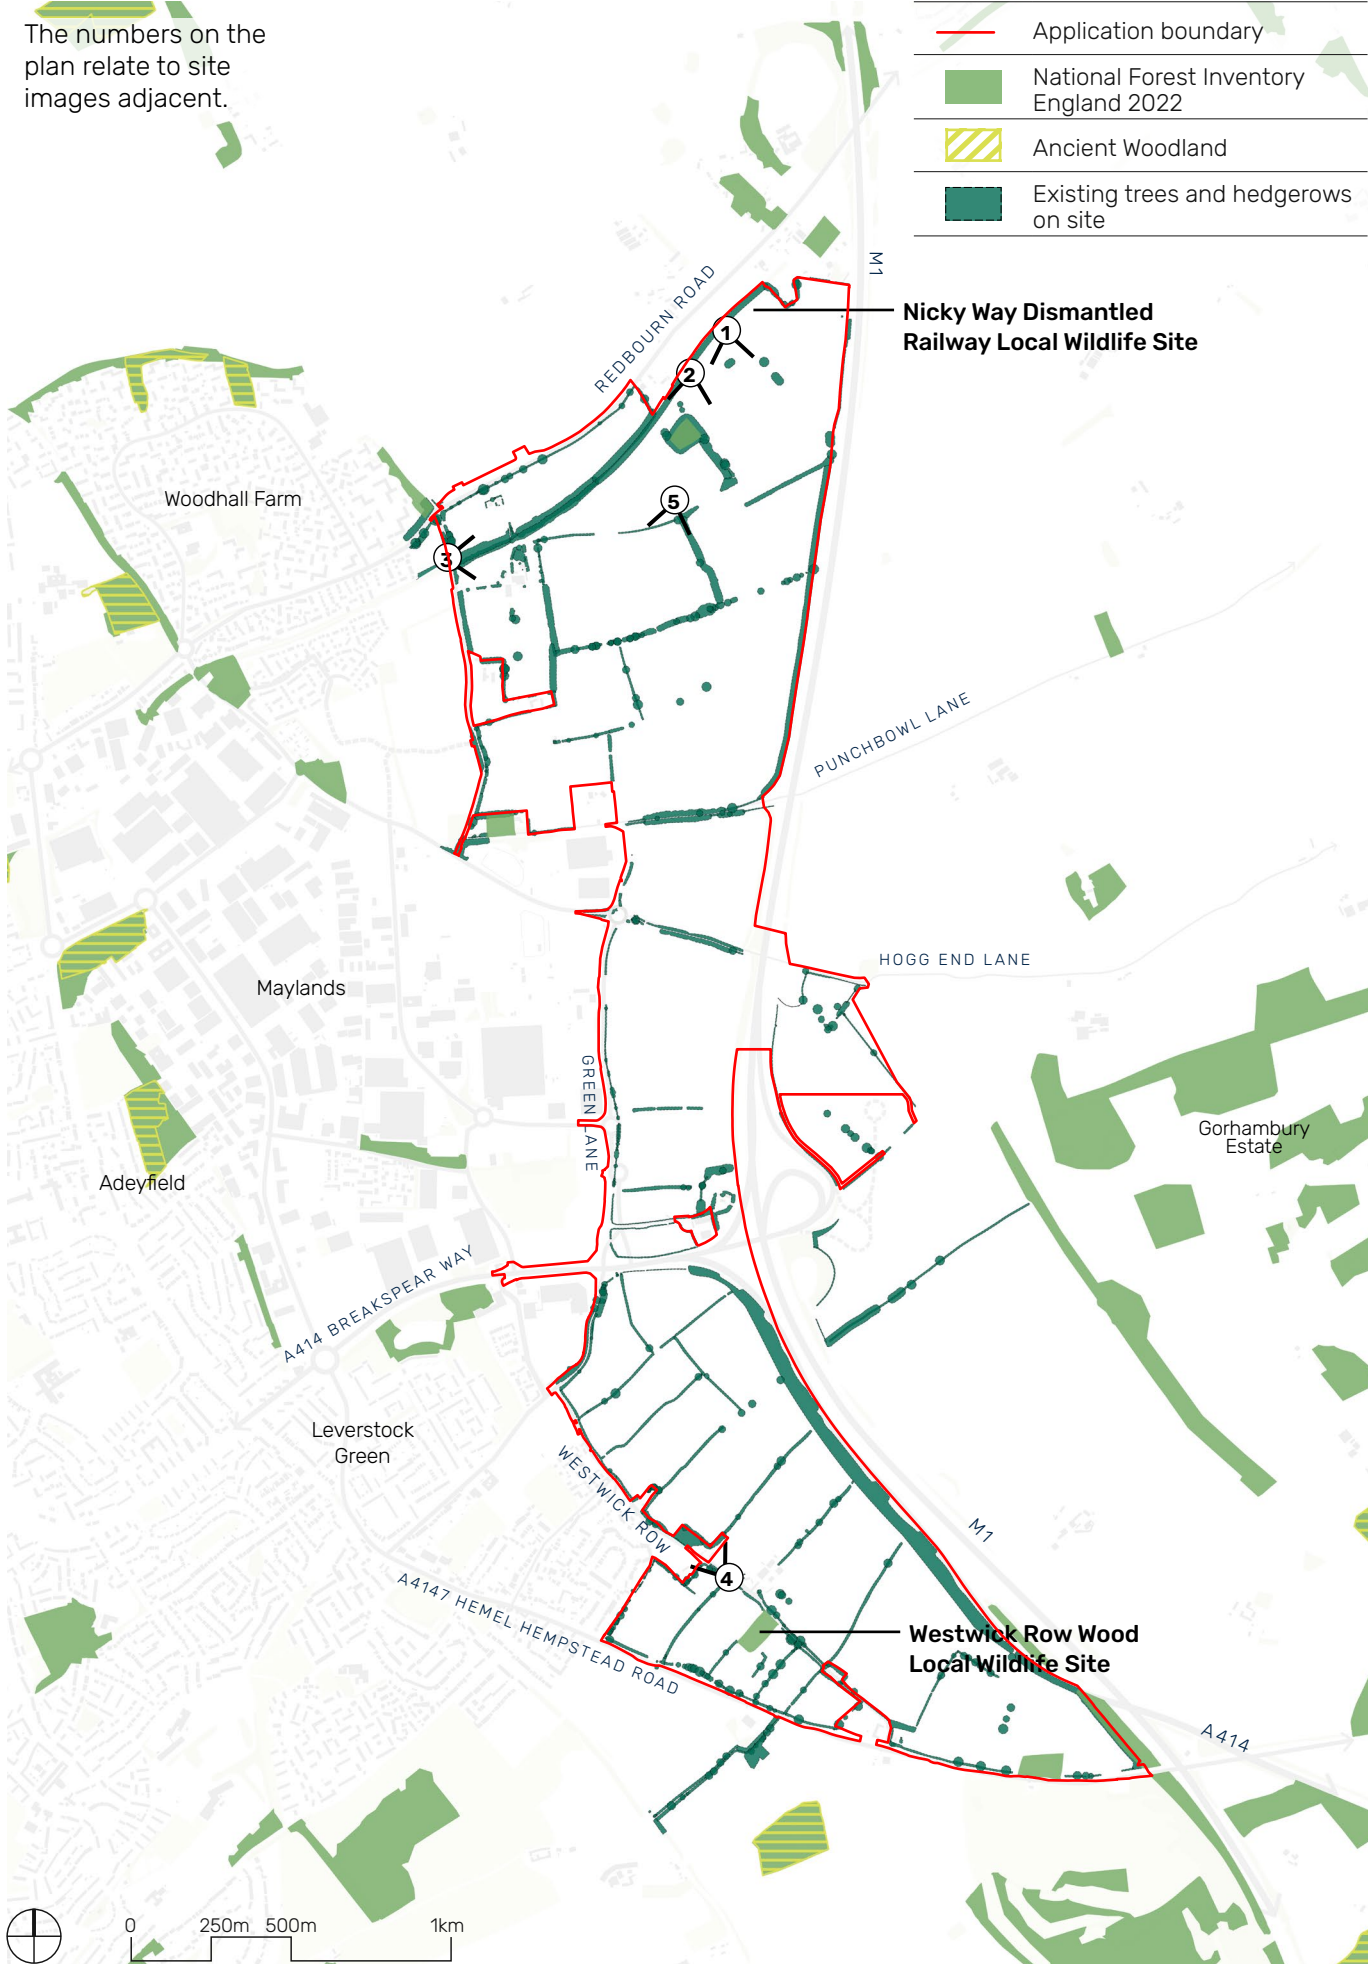 The numbers on the
plan relate to site
images adjacent.
Application boundary
National Forest Inventory
England 2022
Ancient Woodland
Existing trees and hedgerows
on site
M1
REDBOURN ROAD
Nicky Way Dismantled
Railway Local Wildlife Site
1
2
Woodhall Farm
5
3
PUNCHBOWL LANE
HOGG END LANE
Maylands
GREEN LANE
Gorhambury
Estate
Adeyfield
A414 BREAKSPEAR WAY
Leverstock
Green
WESTWICK ROW
M1
4
A4147 HEMEL HEMPSTEAD ROAD
Westwick Row Wood
Local Wildlife Site
A414
0 250m 500m 1km